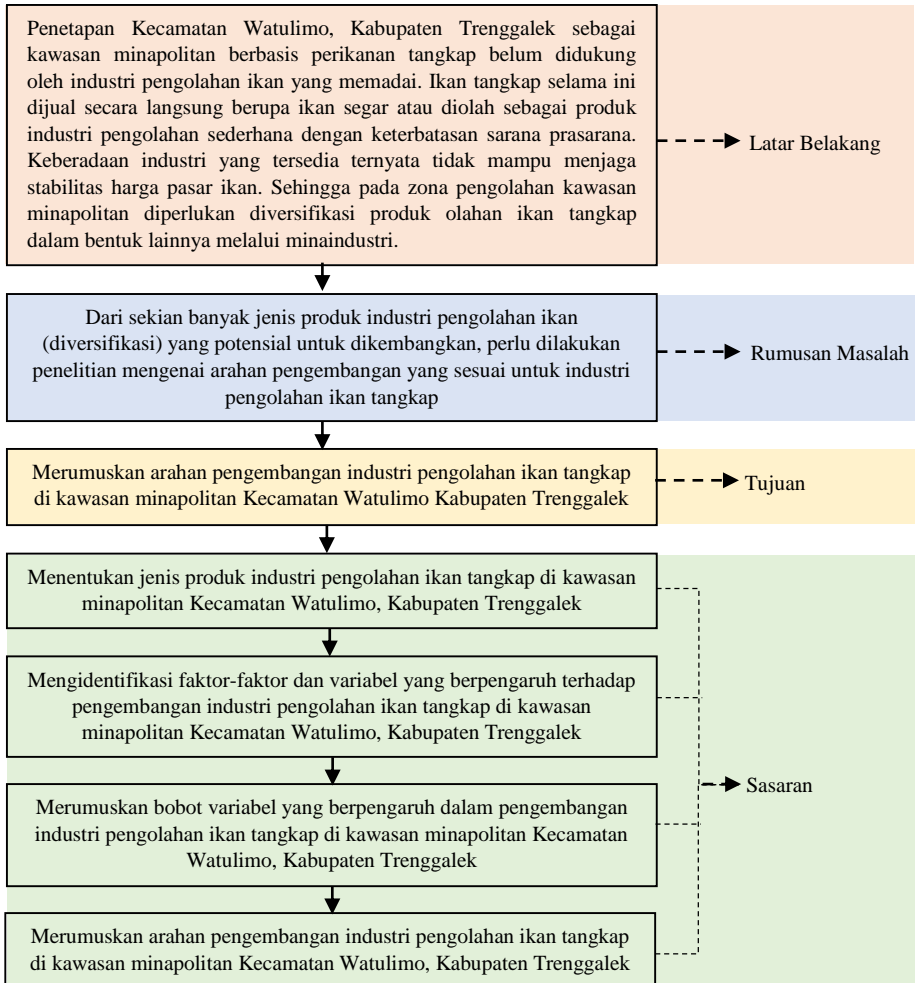 Penetapan Kecamatan Watulimo, Kabupaten Trenggalek sebagai
kawasan minapolitan berbasis perikanan tangkap belum didukung
oleh industri pengolahan ikan yang memadai. Ikan tangkap selama ini
dijual secara langsung berupa ikan segar atau diolah sebagai produk
industri pengolahan sederhana dengan keterbatasan sarana prasarana.
Keberadaan industri yang tersedia ternyata tidak mampu menjaga
stabilitas harga pasar ikan. Sehingga pada zona pengolahan kawasan
minapolitan diperlukan diversifikasi produk olahan ikan tangkap
dalam bentuk lainnya melalui minaindustri.
Latar Belakang
Dari sekian banyak jenis produk industri pengolahan ikan
(diversifikasi) yang potensial untuk dikembangkan, perlu dilakukan
penelitian mengenai arahan pengembangan yang sesuai untuk industri
pengolahan ikan tangkap
Rumusan Masalah
Merumuskan arahan pengembangan industri pengolahan ikan tangkap
di kawasan minapolitan Kecamatan Watulimo Kabupaten Trenggalek
Tujuan
Menentukan jenis produk industri pengolahan ikan tangkap di kawasan
minapolitan Kecamatan Watulimo, Kabupaten Trenggalek
Mengidentifikasi faktor-faktor dan variabel yang berpengaruh terhadap
pengembangan industri pengolahan ikan tangkap di kawasan
minapolitan Kecamatan Watulimo, Kabupaten Trenggalek
Merumuskan bobot variabel yang berpengaruh dalam pengembangan
industri pengolahan ikan tangkap di kawasan minapolitan Kecamatan
Watulimo, Kabupaten Trenggalek
Merumuskan arahan pengembangan industri pengolahan ikan tangkap
di kawasan minapolitan Kecamatan Watulimo, Kabupaten Trenggalek
Sasaran